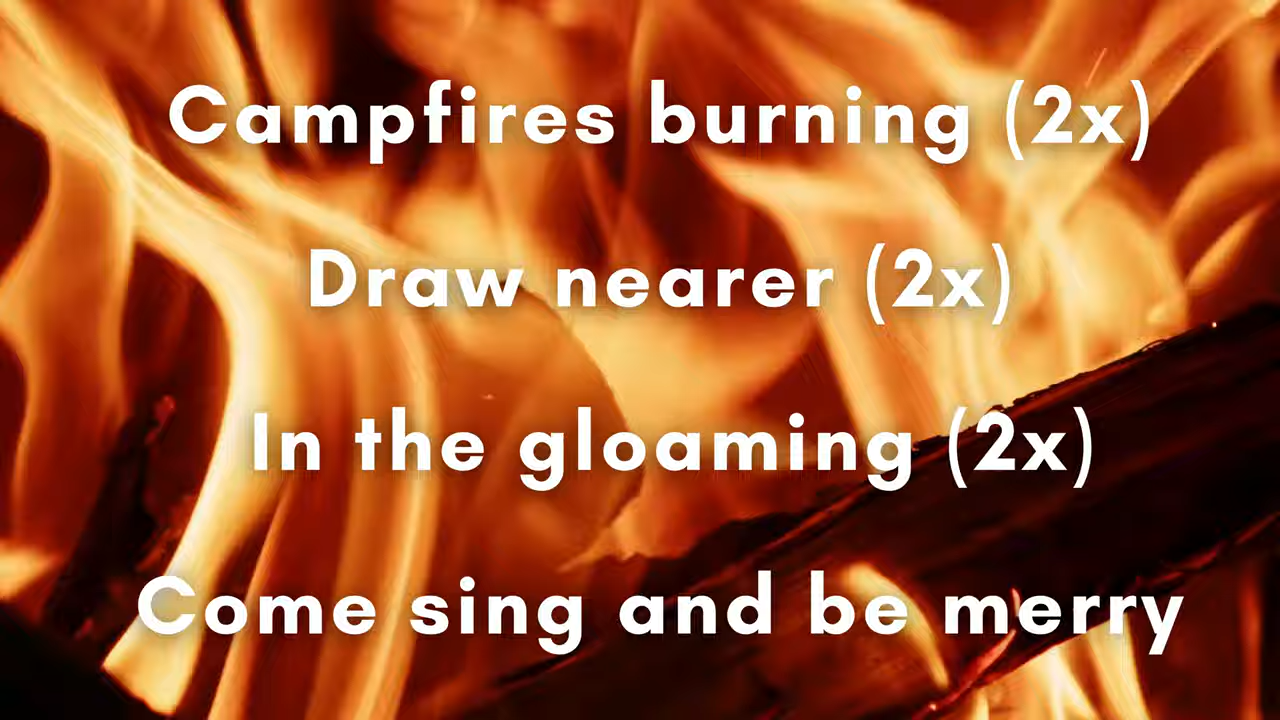 Campfires burning (2x)
Draw nearer (2x)
In the gloaming (2x)
Come sing and be merry